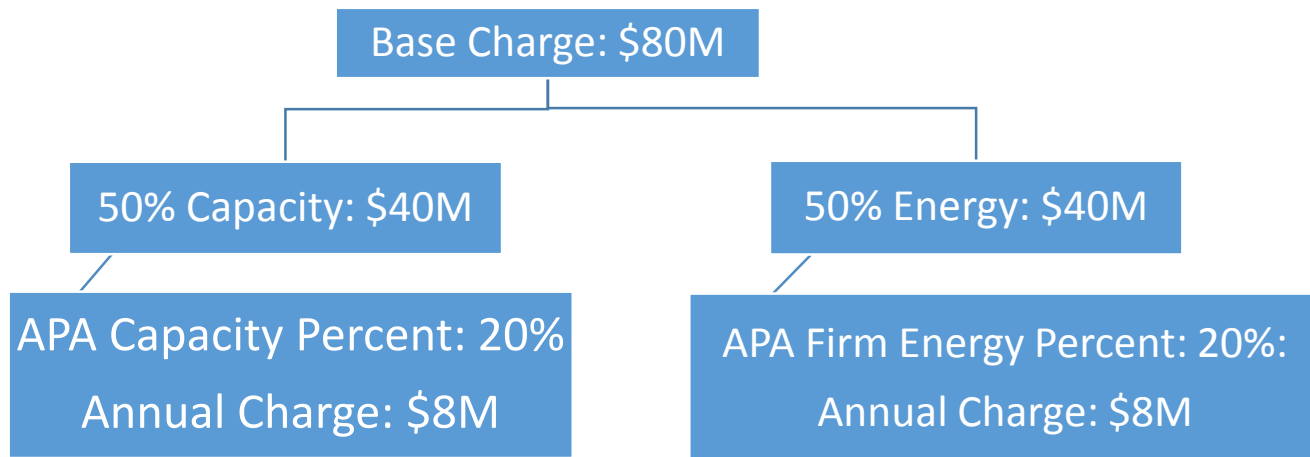 Base Charge: $80M
50% Capacity: $40M
50% Energy: $40M
APA Capacity Percent: 20%
Annual Charge: $8M
APA Firm Energy Percent: 20%:
Annual Charge: $8M